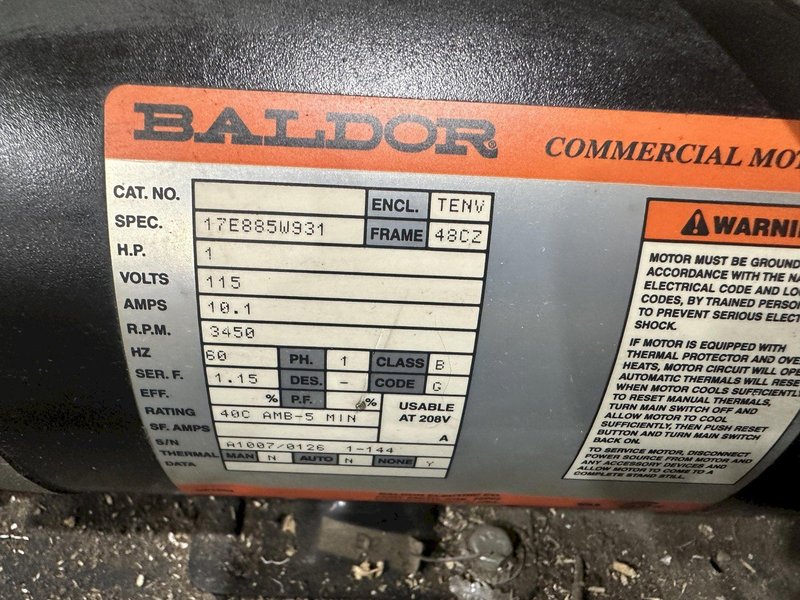 BALDOR
COMMERCIAL MOT
CAT. NO. ENCL. TENV
SPEC. 17E885W931 FRAME 48CZ
H.P. 1
VOLTS 115
AMPS 10.1
R.P.M. 3450
HZ 60 PH. 1 CLASS B
SER. F. 1.15 DES. – CODE G
EFF. % P.F. %
RATING 40C AMB-5 MIN
SF. AMPS
USABLE
AT 208V
A
S/N A1007/0126 1-144
THERMAL MAN N AUTO N NONE Y
DATA
WARNIN
MOTOR MUST BE GROUND
ACCORDANCE WITH THE NA
ELECTRICAL CODE AND LO
CODES, BY TRAINED PERSO
TO PREVENT SERIOUS ELECT
SHOCK.
IF MOTOR IS EQUIPPED WITH
THERMAL PROTECTOR AND OVE
HEATS, MOTOR CIRCUIT WILL OPE
AUTOMATIC THERMALS WILL RESE
WHEN MOTOR COOLS SUFFICIENTLY
TO RESET MANUAL THERMALS,
TURN MAIN SWITCH OFF AND
ALLOW MOTOR TO COOL
SUFFICIENTLY, THEN PUSH RESET
BUTTON AND TURN MAIN SWITCH
BACK ON.
TO SERVICE MOTOR, DISCONNECT
POWER SOURCE FROM MOTOR AND
ANY ACCESSORY DEVICES AND
ALLOW MOTOR TO COME TO A
COMPLETE STAND STILL.